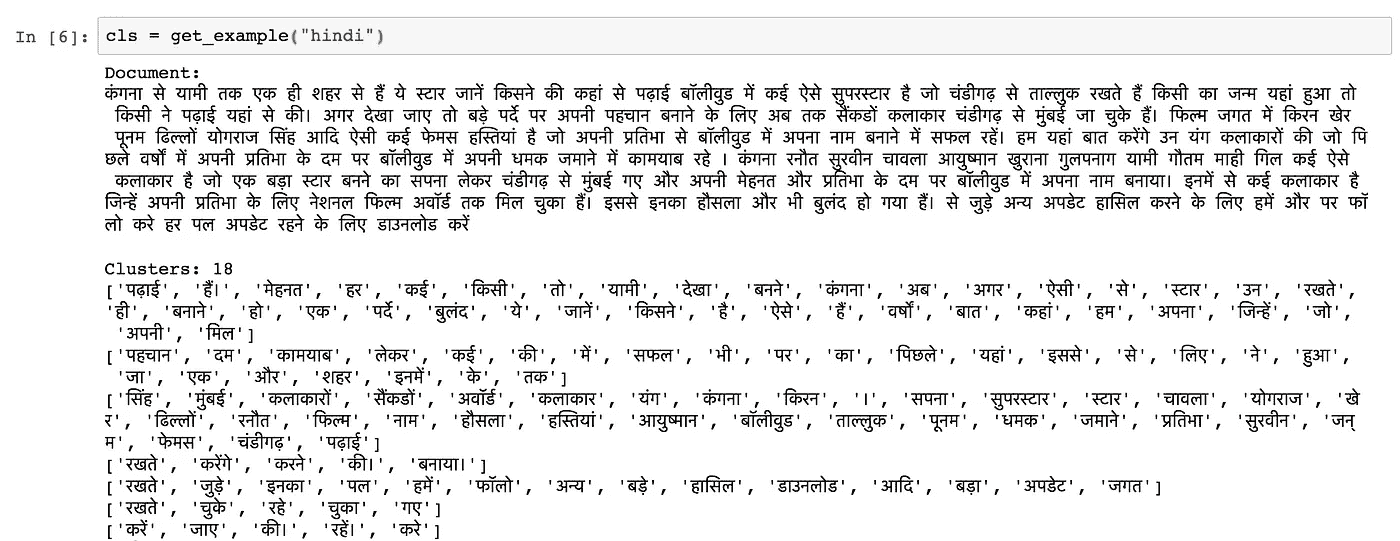 In [6]: cls = get_example("hindi")
Document:
कंगना से यामी तक एक ही शहर से हैं ये स्टार जानें किसने की कहां से पढ़ाई बॉलीवुड में कई ऐसे सुपरस्टार है जो चंडीगढ़ से ताल्लुक रखते हैं किसी का जन्म यहां हुआ तो
किसी ने पढ़ाई यहां से की। अगर देखा जाए तो बड़े पर्दे पर अपनी पहचान बनाने के लिए अब तक सैंकडों कलाकार चंडीगढ़ से मुंबई जा चुके हैं। फिल्म जगत में किरन खेर
पूनम ढिल्लों योगराज सिंह आदि ऐसी कई फेमस हस्तियां है जो अपनी प्रतिभा से बॉलीवुड में अपना नाम बनाने में सफल रहें। हम यहां बात करेंगे उन यंग कलाकारों की जो पि
छले वर्षों में अपनी प्रतिभा के दम पर बॉलीवुड में अपनी धमक जमाने में कामयाब रहे । कंगना रनौत सुरवीन चावला आयुष्मान खुराना गुलपनाग यामी गौतम माही गिल कई ऐसे
कलाकार है जो एक बड़ा स्टार बनने का सपना लेकर चंडीगढ़ से मुंबई गए और अपनी मेहनत और प्रतिभा के दम पर बॉलीवुड में अपना नाम बनाया। इनमें से कई कलाकार है
जिन्हें अपनी प्रतिभा के लिए नेशनल फिल्म अवॉर्ड तक मिल चुका हैं। इससे इनका हौसला और भी बुलंद हो गया हैं। से जुड़े अन्य अपडेट हासिल करने के लिए हमें और पर फॉ
लो करे हर पल अपडेट रहने के लिए डाउनलोड करें
Clusters: 18
['पढ़ाई', 'हैं।', 'मेहनत', 'हर', 'कई', 'किसी', 'तो', 'यामी', 'देखा', 'बनने', 'कंगना', 'अब', 'अगर', 'ऐसी', 'से', 'स्टार', 'उन', 'रखते',
'ही', 'बनाने', 'हो', 'एक', 'पर्दे', 'बुलंद', 'ये', 'जानें', 'किसने', 'है', 'ऐसे', 'हैं', 'वर्षों', 'बात', 'कहां', 'हम', 'अपना', 'जिन्हें', 'जो',
'अपनी', 'मिल']
['पहचान', 'दम', 'कामयाब', 'लेकर', 'कई', 'की', 'में', 'सफल', 'भी', 'पर', 'का', 'पिछले', 'यहां', 'इससे', 'से', 'लिए', 'ने', 'हुआ',
'जा', 'एक', 'और', 'शहर', 'इनमें', 'के', 'तक']
['सिंह', 'मुंबई', 'कलाकारों', 'सैंकडों', 'अवॉर्ड', 'कलाकार', 'यंग', 'कंगना', 'किरन', '।', 'सपना', 'सुपरस्टार', 'स्टार', 'चावला', 'योगराज', 'खे
र', 'ढिल्लों', 'रनौत', 'फिल्म', 'नाम', 'हौसला', 'हस्तियां', 'आयुष्मान', 'बॉलीवुड', 'ताल्लुक', 'पूनम', 'धमक', 'जमाने', 'प्रतिभा', 'सुरवीन', 'जन्
म', 'फेमस', 'चंडीगढ़', 'पढ़ाई']
['रखते', 'करेंगे', 'करने', 'की।', 'बनाया।']
['रखते', 'जुड़े', 'इनका', 'पल', 'हमें', 'फॉलो', 'अन्य', 'बड़े', 'हासिल', 'डाउनलोड', 'आदि', 'बड़ा', 'अपडेट', 'जगत']
['रखते', 'चुके', 'रहे', 'चुका', 'गए']
['करें', 'जाए', 'की।', 'रहें।', 'करे']